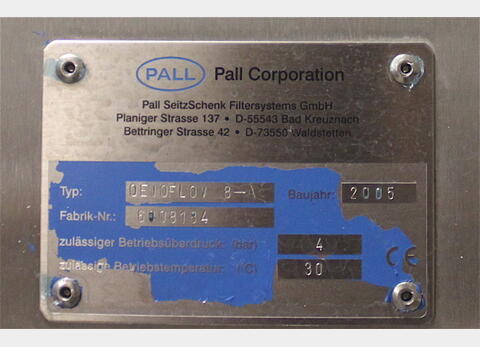 PALL Pall Corporation
Pall SeitzSchenk Filtersystems GmbH
Planiger Strasse 137 • D-55543 Bad Kreuznach
Bettringer Strasse 42 • D-73550 Waldstetten
Typ: Baujahr: 2005
Fabrik-Nr.:
zulässiger Betriebsüberdruck: (bar) 4
zulässige Betriebstemperatur: (°C) 30
CE